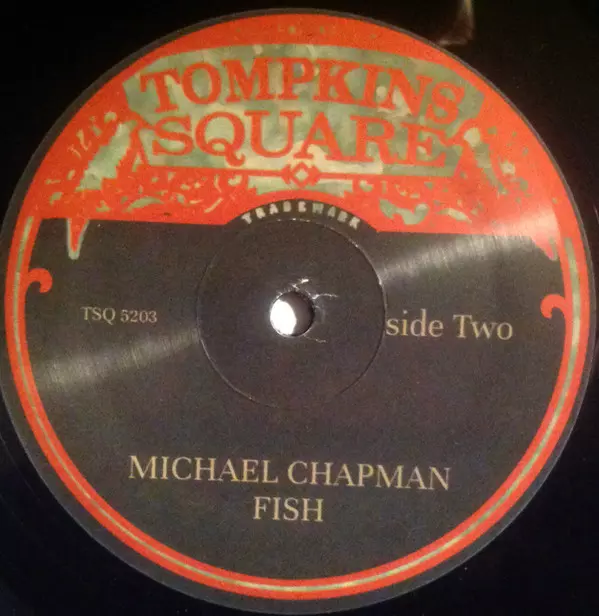 TOMPKINS
SQUARE
TRADEMARK
TSQ 5203
side Two
MICHAEL CHAPMAN
FISH